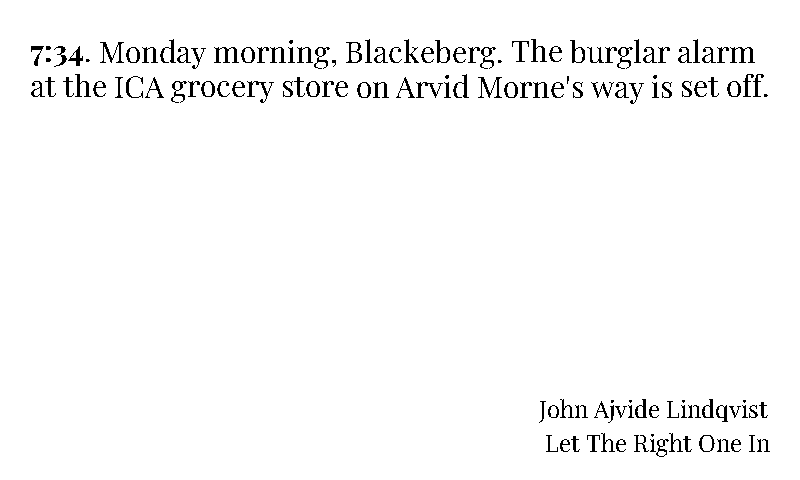 7:34. Monday morning, Blackeberg. The burglar alarm
at the ICA grocery store on Arvid Morne's way is set off.
John Ajvide Lindqvist
Let The Right One In